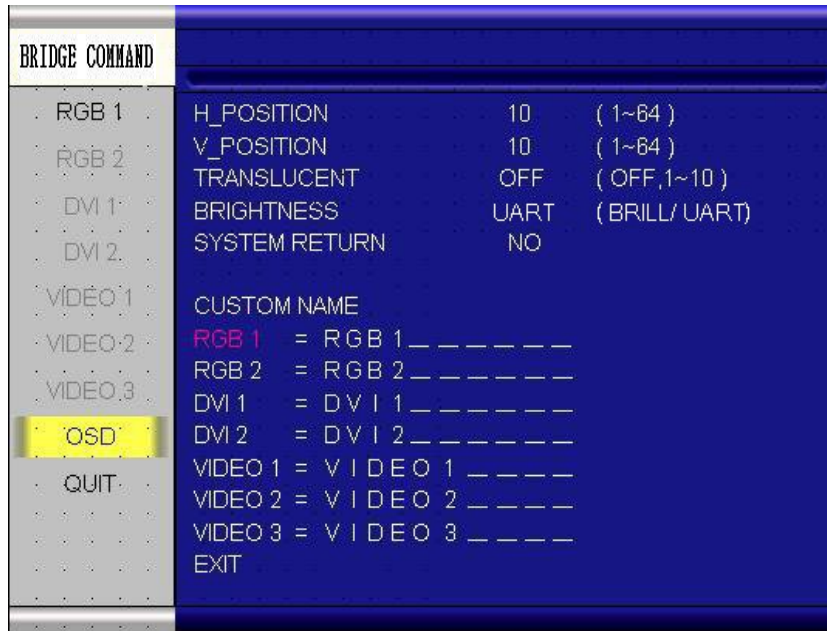 BRIDGE COMMAND
RGB 1
RGB 2
DVI 1
DVI 2
VIDEO 1
VIDEO 2
VIDEO 3
OSD
QUIT
H_POSITION 10 ( 1~64 )
V_POSITION 10 ( 1~64 )
TRANSLUCENT OFF ( OFF,1~10 )
BRIGHTNESS UART ( BRILL/ UART)
SYSTEM RETURN NO
CUSTOM NAME
RGB 1 = R G B 1 _ _ _ _ _ _
RGB 2 = R G B 2 _ _ _ _ _ _
DVI 1 = D V I 1 _ _ _ _ _ _
DVI 2 = D V I 2 _ _ _ _ _ _
VIDEO 1 = V I D E O 1 _ _ _ _
VIDEO 2 = V I D E O 2 _ _ _ _
VIDEO 3 = V I D E O 3 _ _ _ _
EXIT